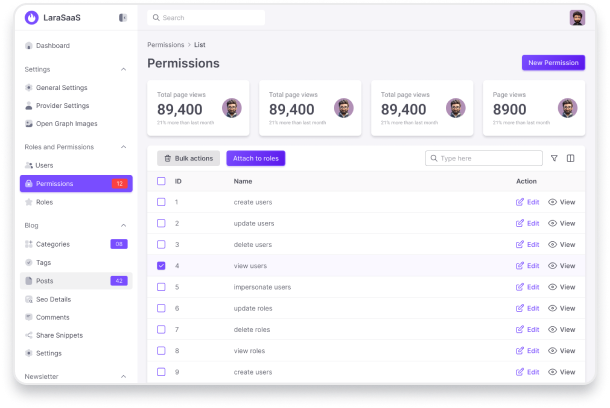 LaraSaaS
Search
Dashboard
Settings
General Settings
Provider Settings
Open Graph Images
Roles and Permissions
Users
Permissions 12
Roles
Blog
Categories 08
Tags
Posts 42
Seo Details
Comments
Share Snippets
Settings
Newsletter
Permissions > List
Permissions
New Permission
Total page views
89,400
21% more than last month
Total page views
89,400
21% more than last month
Total page views
89,400
21% more than last month
Page views
8900
21% more than last month
Bulk actions
Attach to roles
Type here
ID Name Action
1 create users Edit View
2 update users Edit View
3 delete users Edit View
4 view users Edit View
5 impersonate users Edit View
6 update roles Edit View
7 delete roles Edit View
8 view roles Edit View
9 create users Edit View